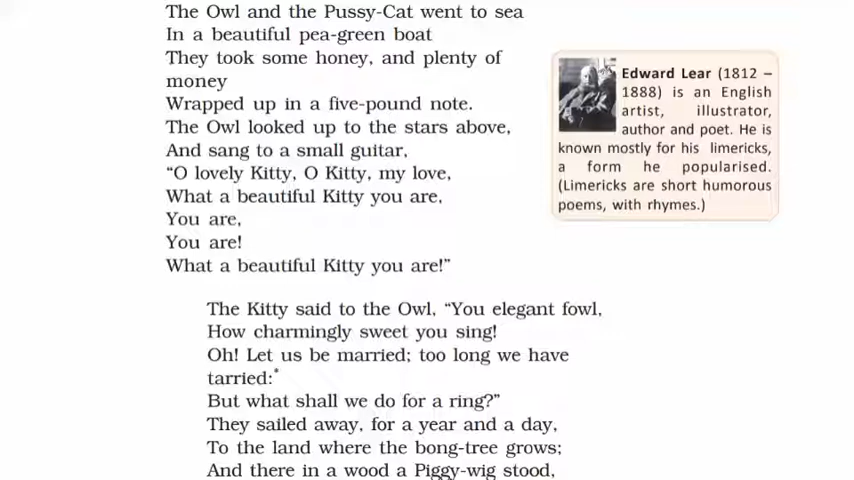 The Owl and the Pussy-Cat went to sea
In a beautiful pea-green boat
They took some honey, and plenty of
money
Wrapped up in a five-pound note.
The Owl looked up to the stars above,
And sang to a small guitar,
“O lovely Kitty, O Kitty, my love,
What a beautiful Kitty you are,
You are,
You are!
What a beautiful Kitty you are!”
Edward Lear (1812 –
1888) is an English
artist, illustrator,
author and poet. He is
known mostly for his limericks,
a form he popularised.
(Limericks are short humorous
poems, with rhymes.)
The Kitty said to the Owl, “You elegant fowl,
How charmingly sweet you sing!
Oh! Let us be married; too long we have
tarried:*
But what shall we do for a ring?”
They sailed away, for a year and a day,
To the land where the bong-tree grows;
And there in a wood a Piggy-wig stood,